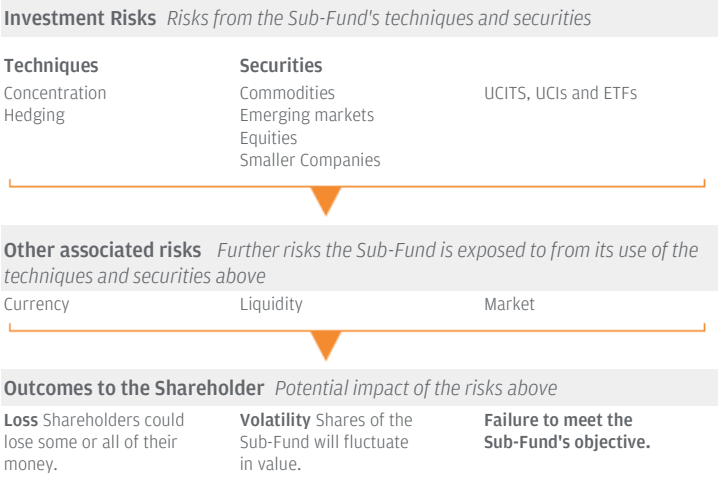 Investment Risks Risks from the Sub-Fund's techniques and securities
Techniques
Concentration
Hedging
Securities
Commodities
Emerging markets
Equities
Smaller Companies
UCITS, UCIs and ETFs
Other associated risks Further risks the Sub-Fund is exposed to from its use of the
techniques and securities above
Currency
Liquidity
Market
Outcomes to the Shareholder Potential impact of the risks above
Loss Shareholders could
lose some or all of their
money.
Volatility Shares of the
Sub-Fund will fluctuate
in value.
Failure to meet the
Sub-Fund's objective.